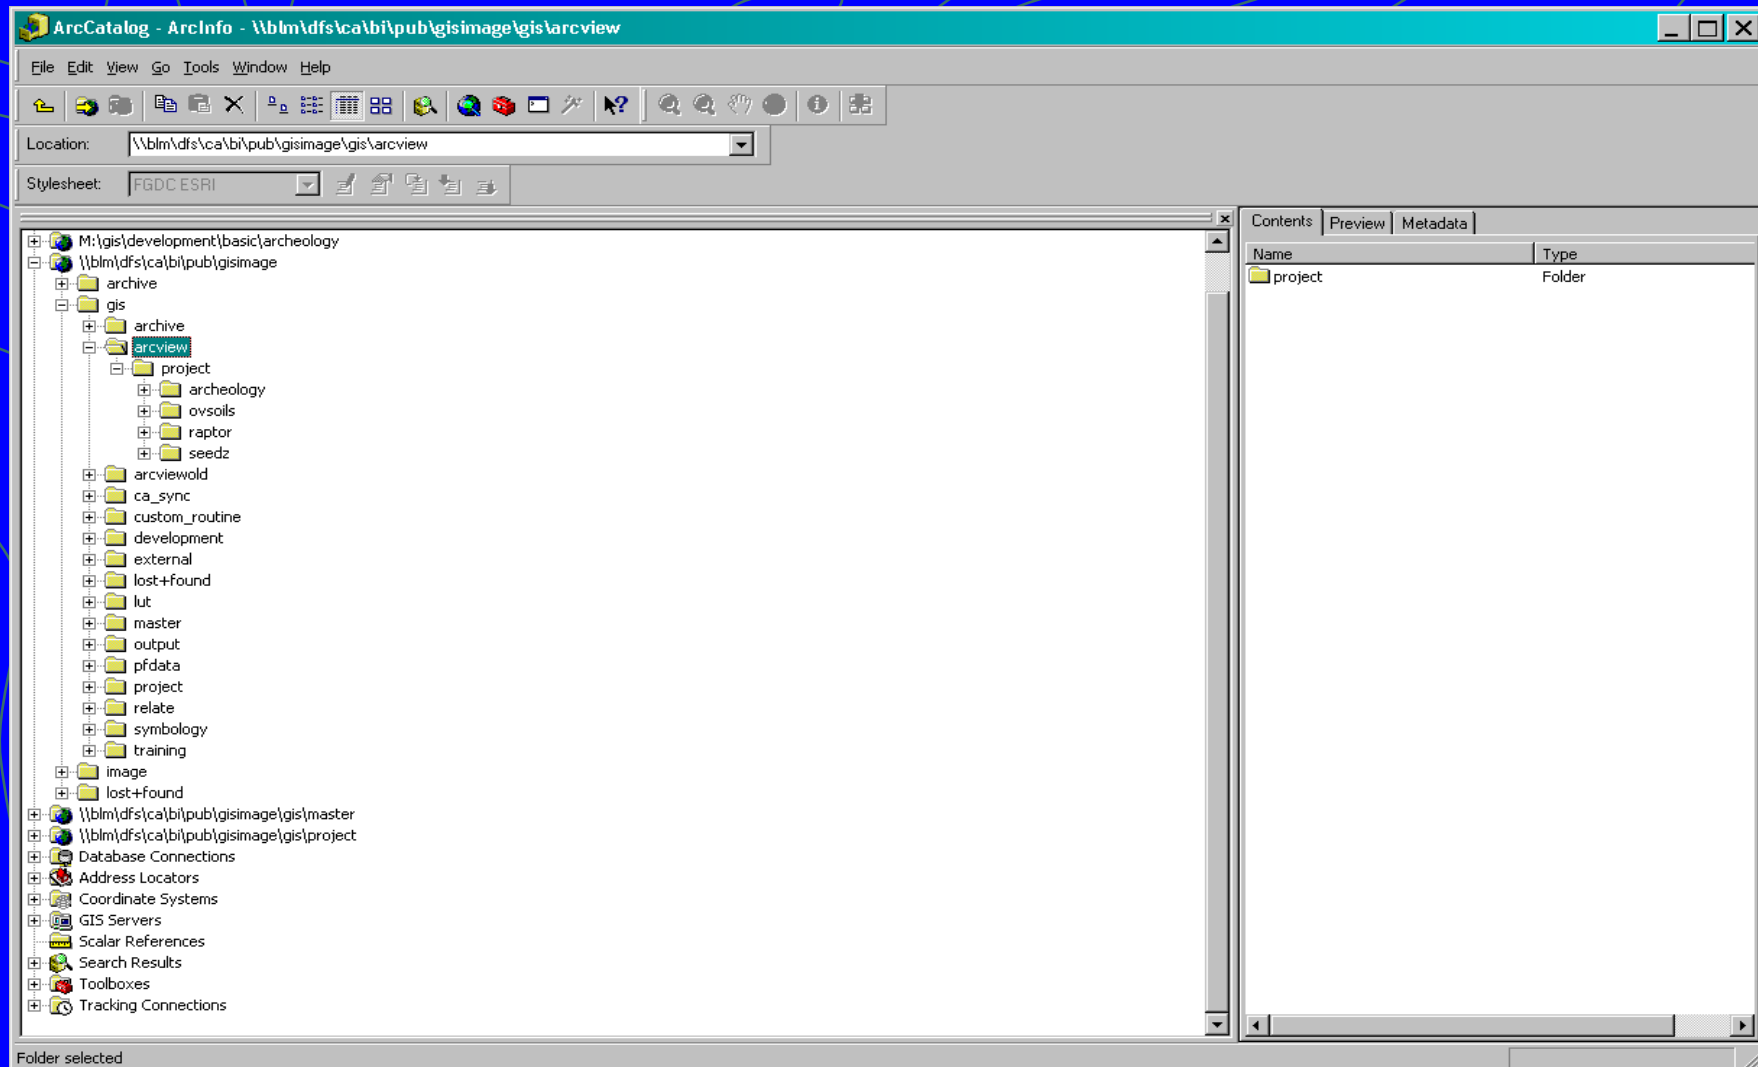 ArcCatalog - ArcInfo - \\blm\dfs\ca\bi\pub\gisimage\gis\arcview
File Edit View Go Tools Window Help
Location: \\blm\dfs\ca\bi\pub\gisimage\gis\arcview
Stylesheet: FGDC ESRI
Contents Preview Metadata
Name Type
project Folder
M:\gis\development\basic\archeology
\\blm\dfs\ca\bi\pub\gisimage
archive
gis
archive
arcview
project
archeology
ovsoils
raptor
seedz
arcviewold
ca_sync
custom_routine
development
external
lost+found
lut
master
output
pfdata
project
relate
symbology
training
image
lost+found
\\blm\dfs\ca\bi\pub\gisimage\gis\master
\\blm\dfs\ca\bi\pub\gisimage\gis\project
Database Connections
Address Locators
Coordinate Systems
GIS Servers
Scalar References
Search Results
Toolboxes
Tracking Connections
Folder selected